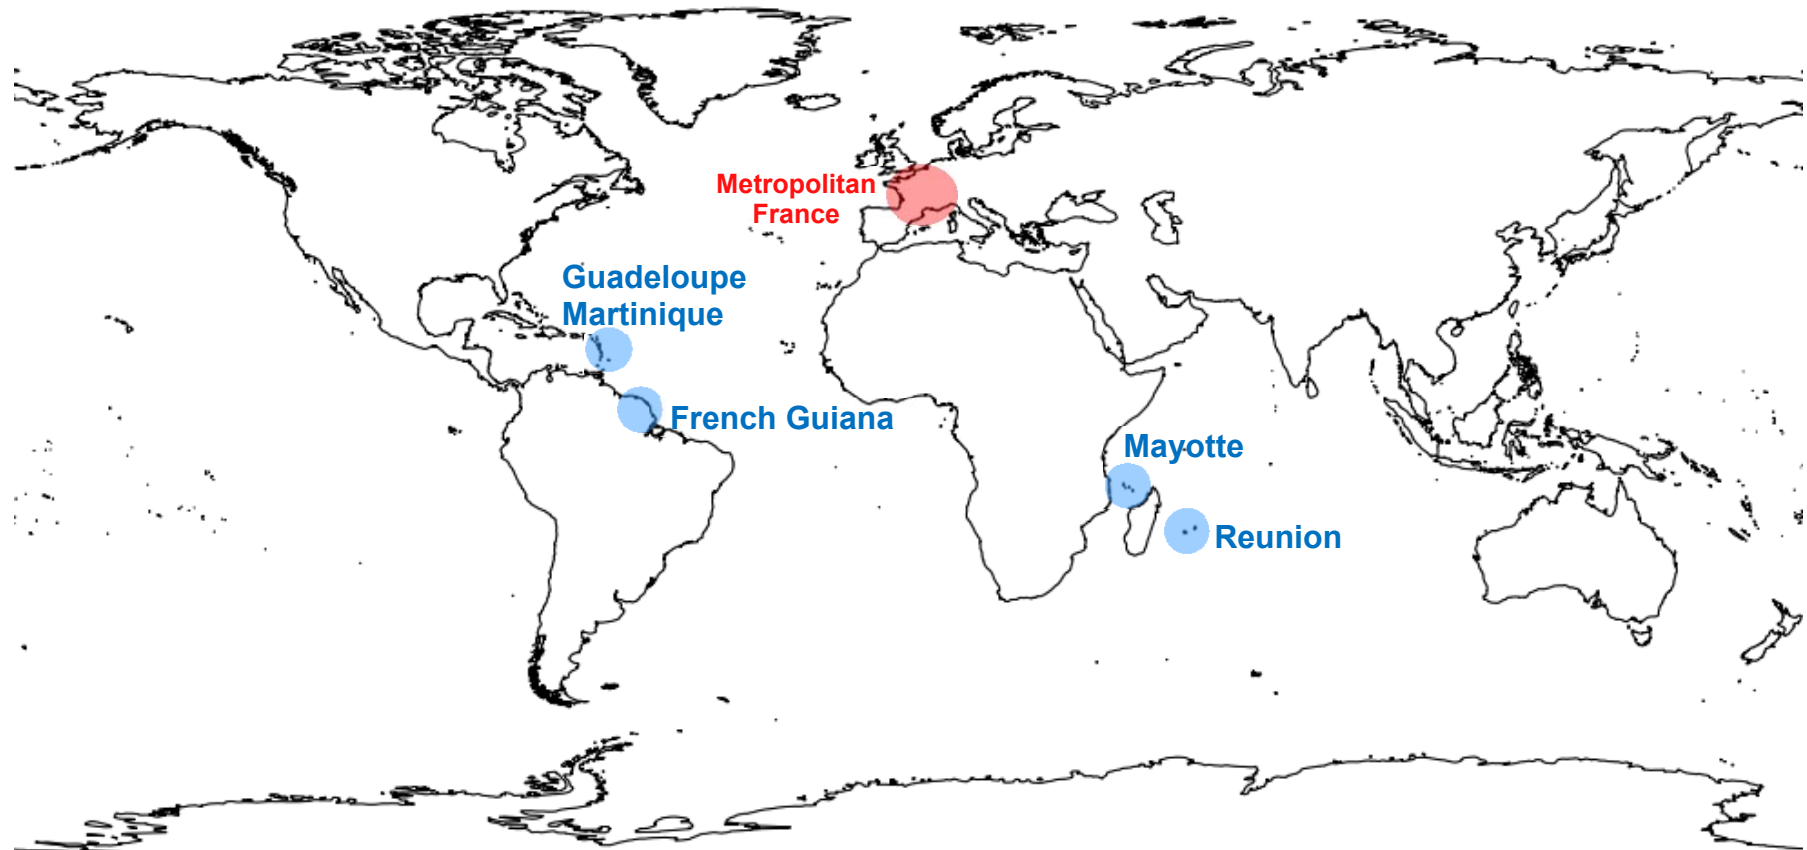 Metropolitan
France
Guadeloupe
Martinique
French Guiana
Mayotte
Reunion